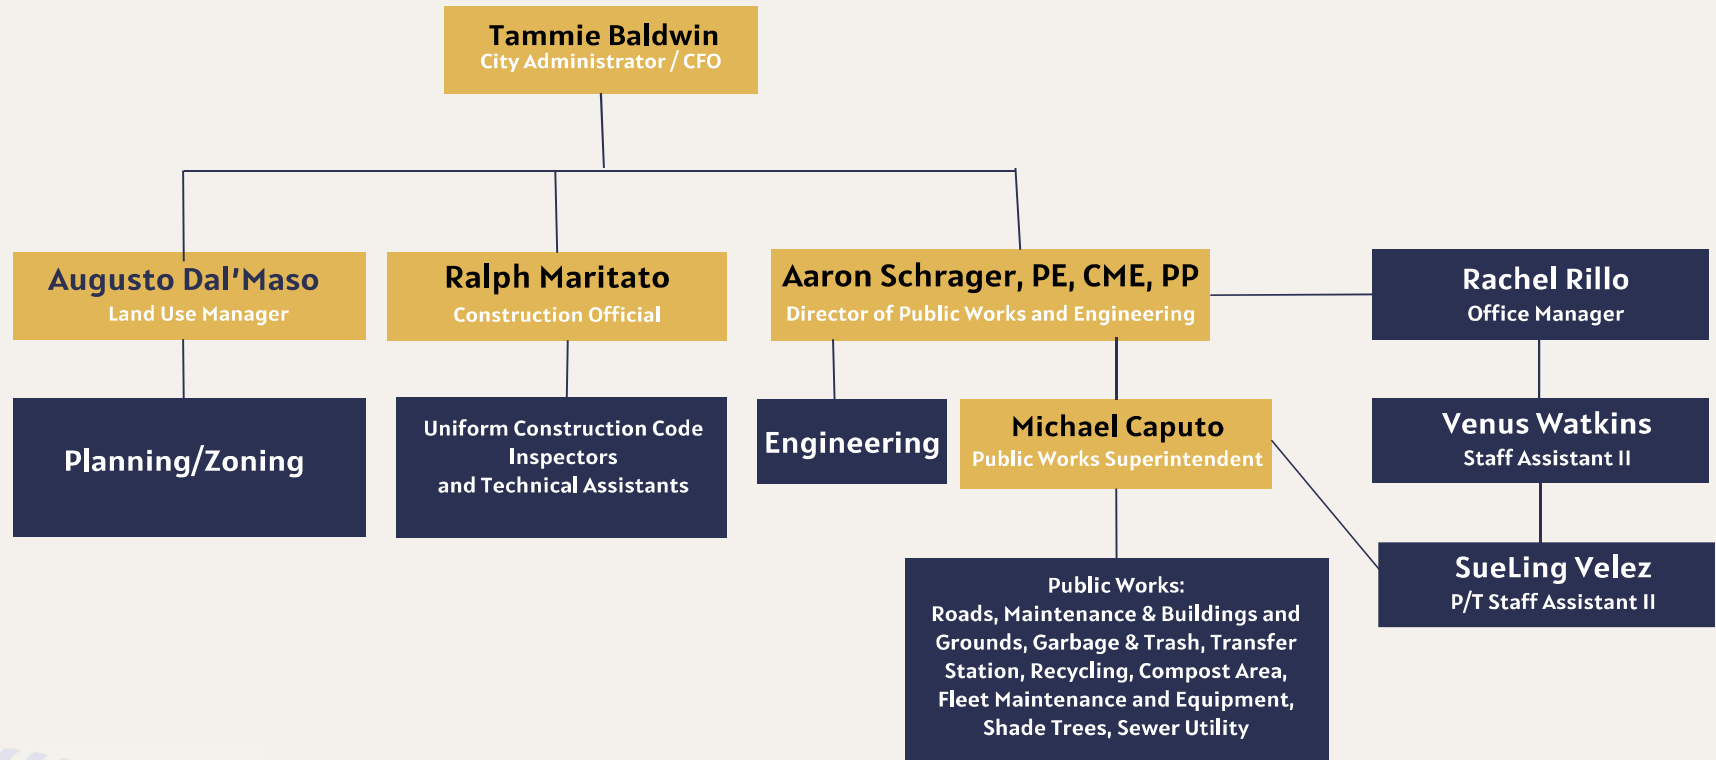 Tammie Baldwin
City Administrator / CFO
Augusto Dal'Maso
Land Use Manager
Ralph Maritato
Construction Official
Aaron Schrager, PE, CME, PP
Director of Public Works and Engineering
Rachel Rillo
Office Manager
Planning/Zoning
Uniform Construction Code
Inspectors
and Technical Assistants
Engineering
Michael Caputo
Public Works Superintendent
Venus Watkins
Staff Assistant II
SueLing Velez
P/T Staff Assistant II
Public Works:
Roads, Maintenance & Buildings and
Grounds, Garbage & Trash, Transfer
Station, Recycling, Compost Area,
Fleet Maintenance and Equipment,
Shade Trees, Sewer Utility